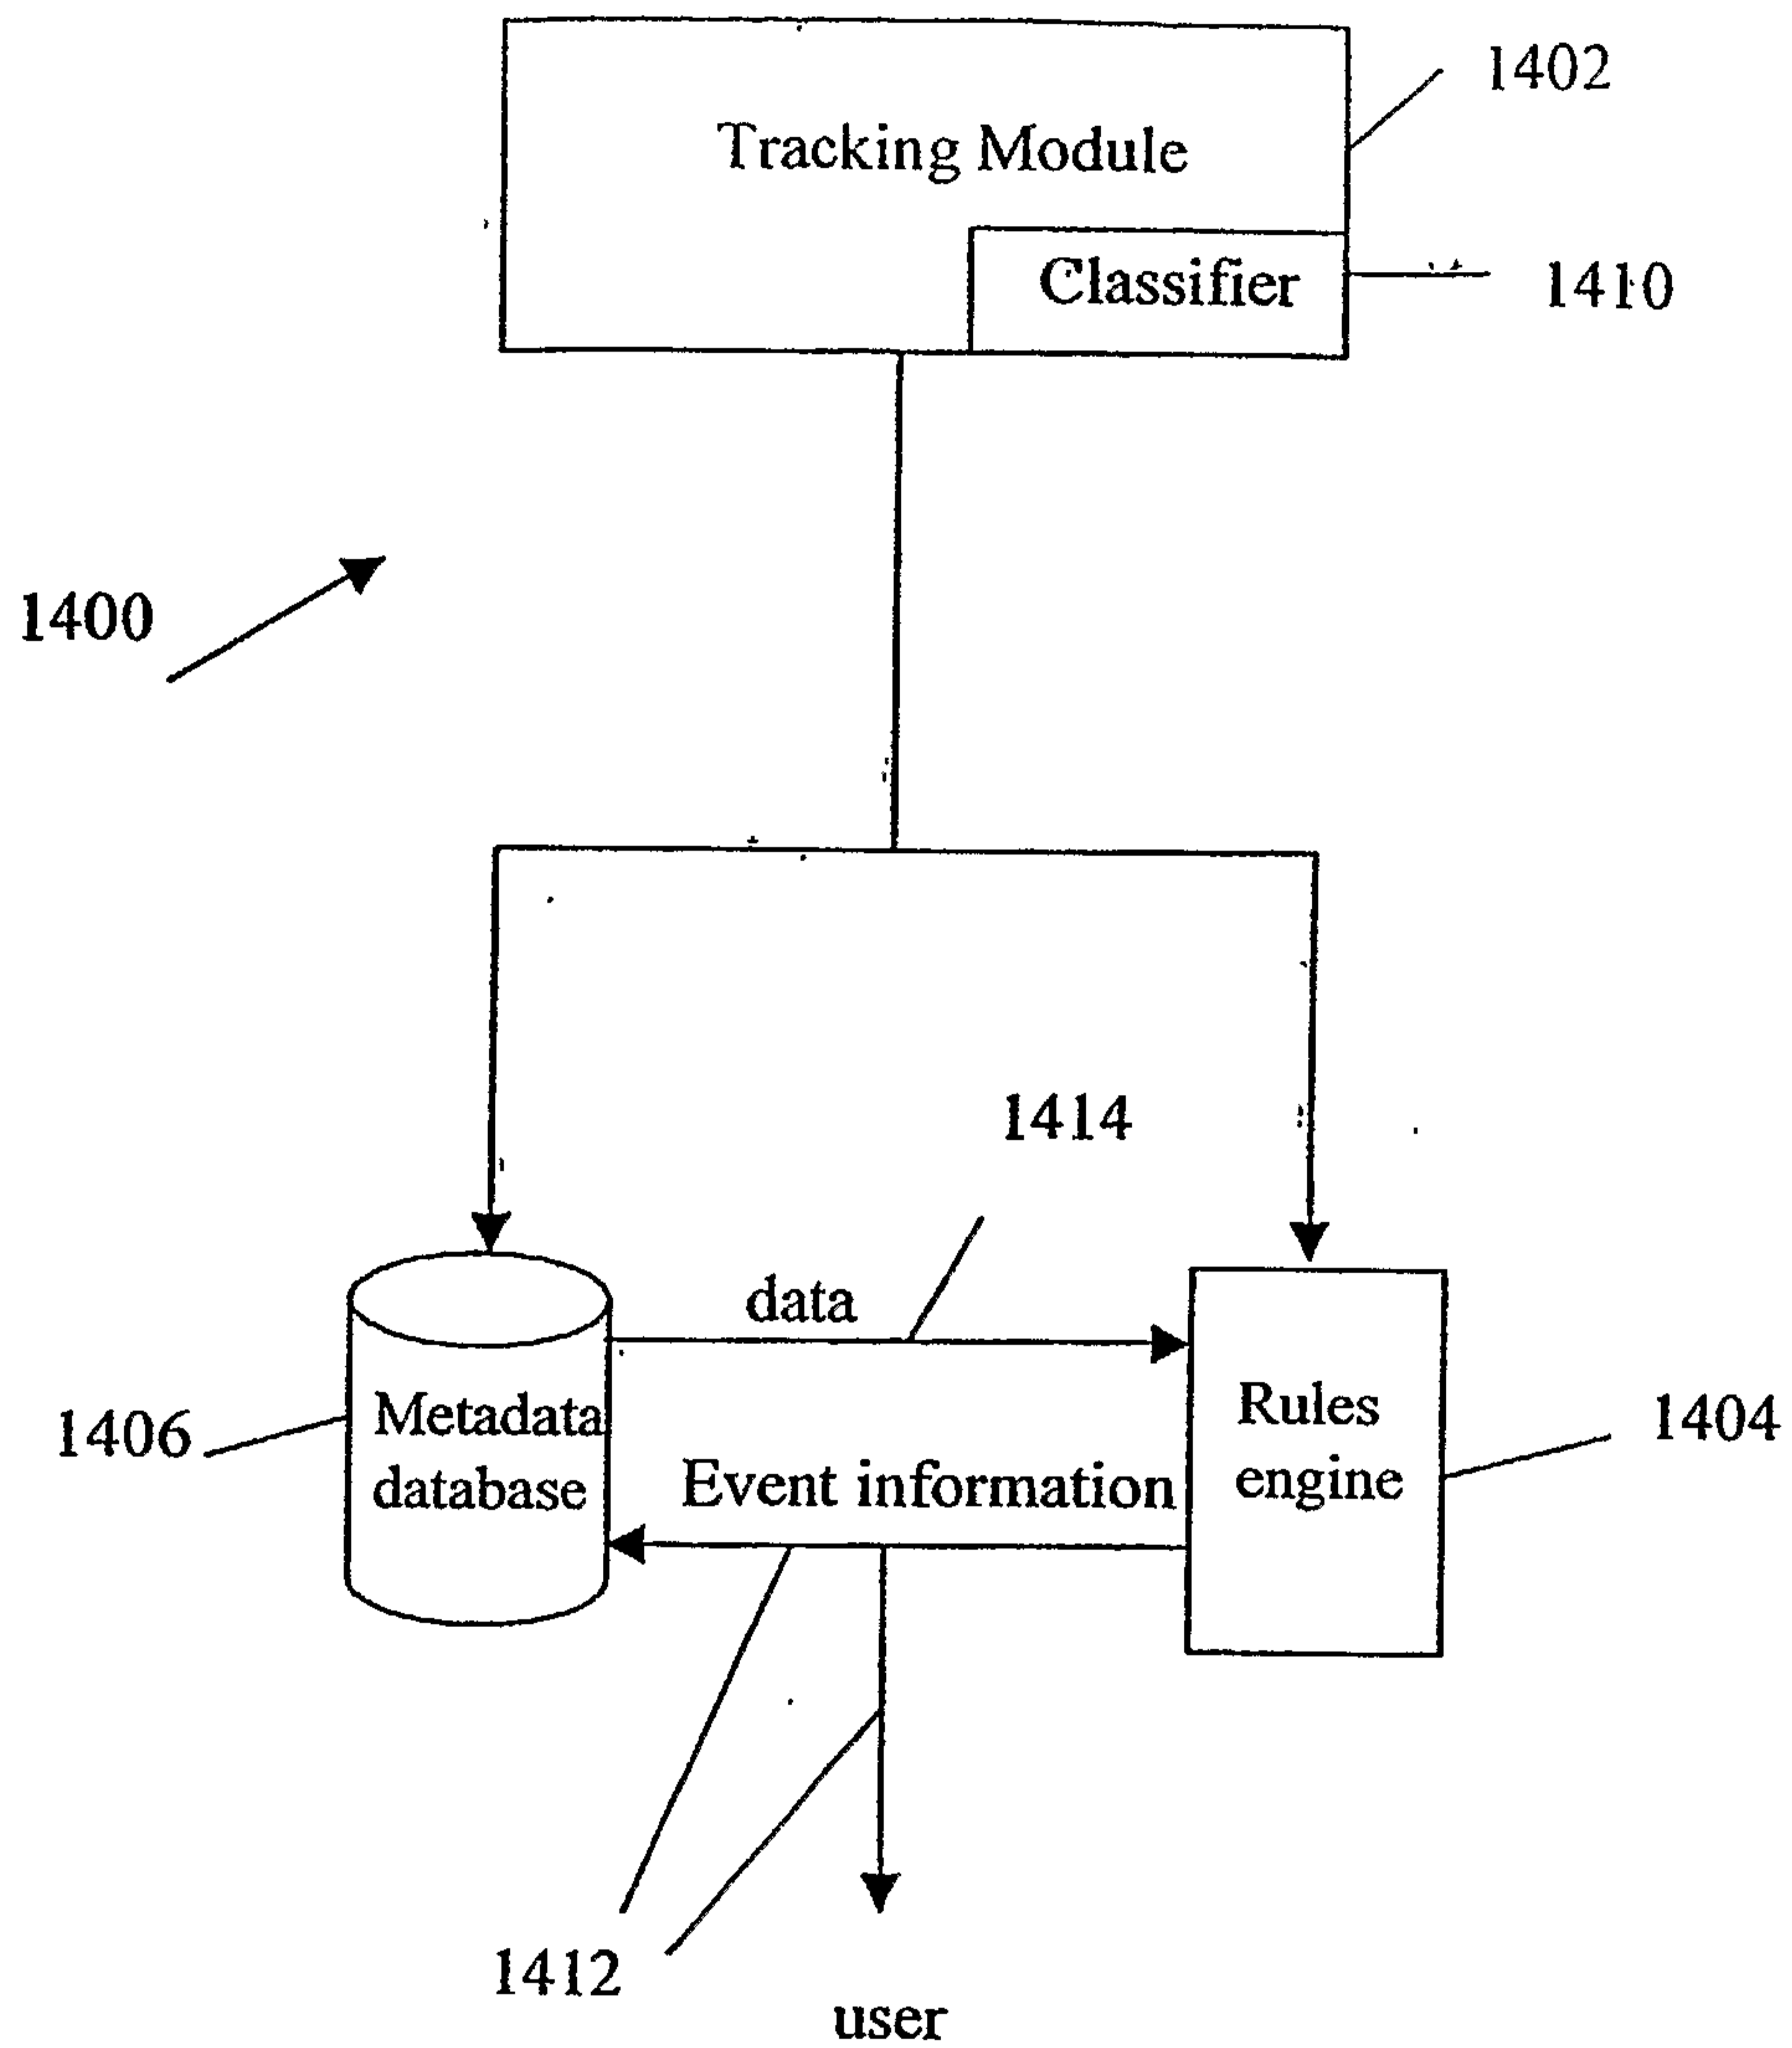 1402
Tracking Module
Classifier
1410
1400
1414
data
Metadata
database
1406
Rules
engine
1404
Event information
1412
user